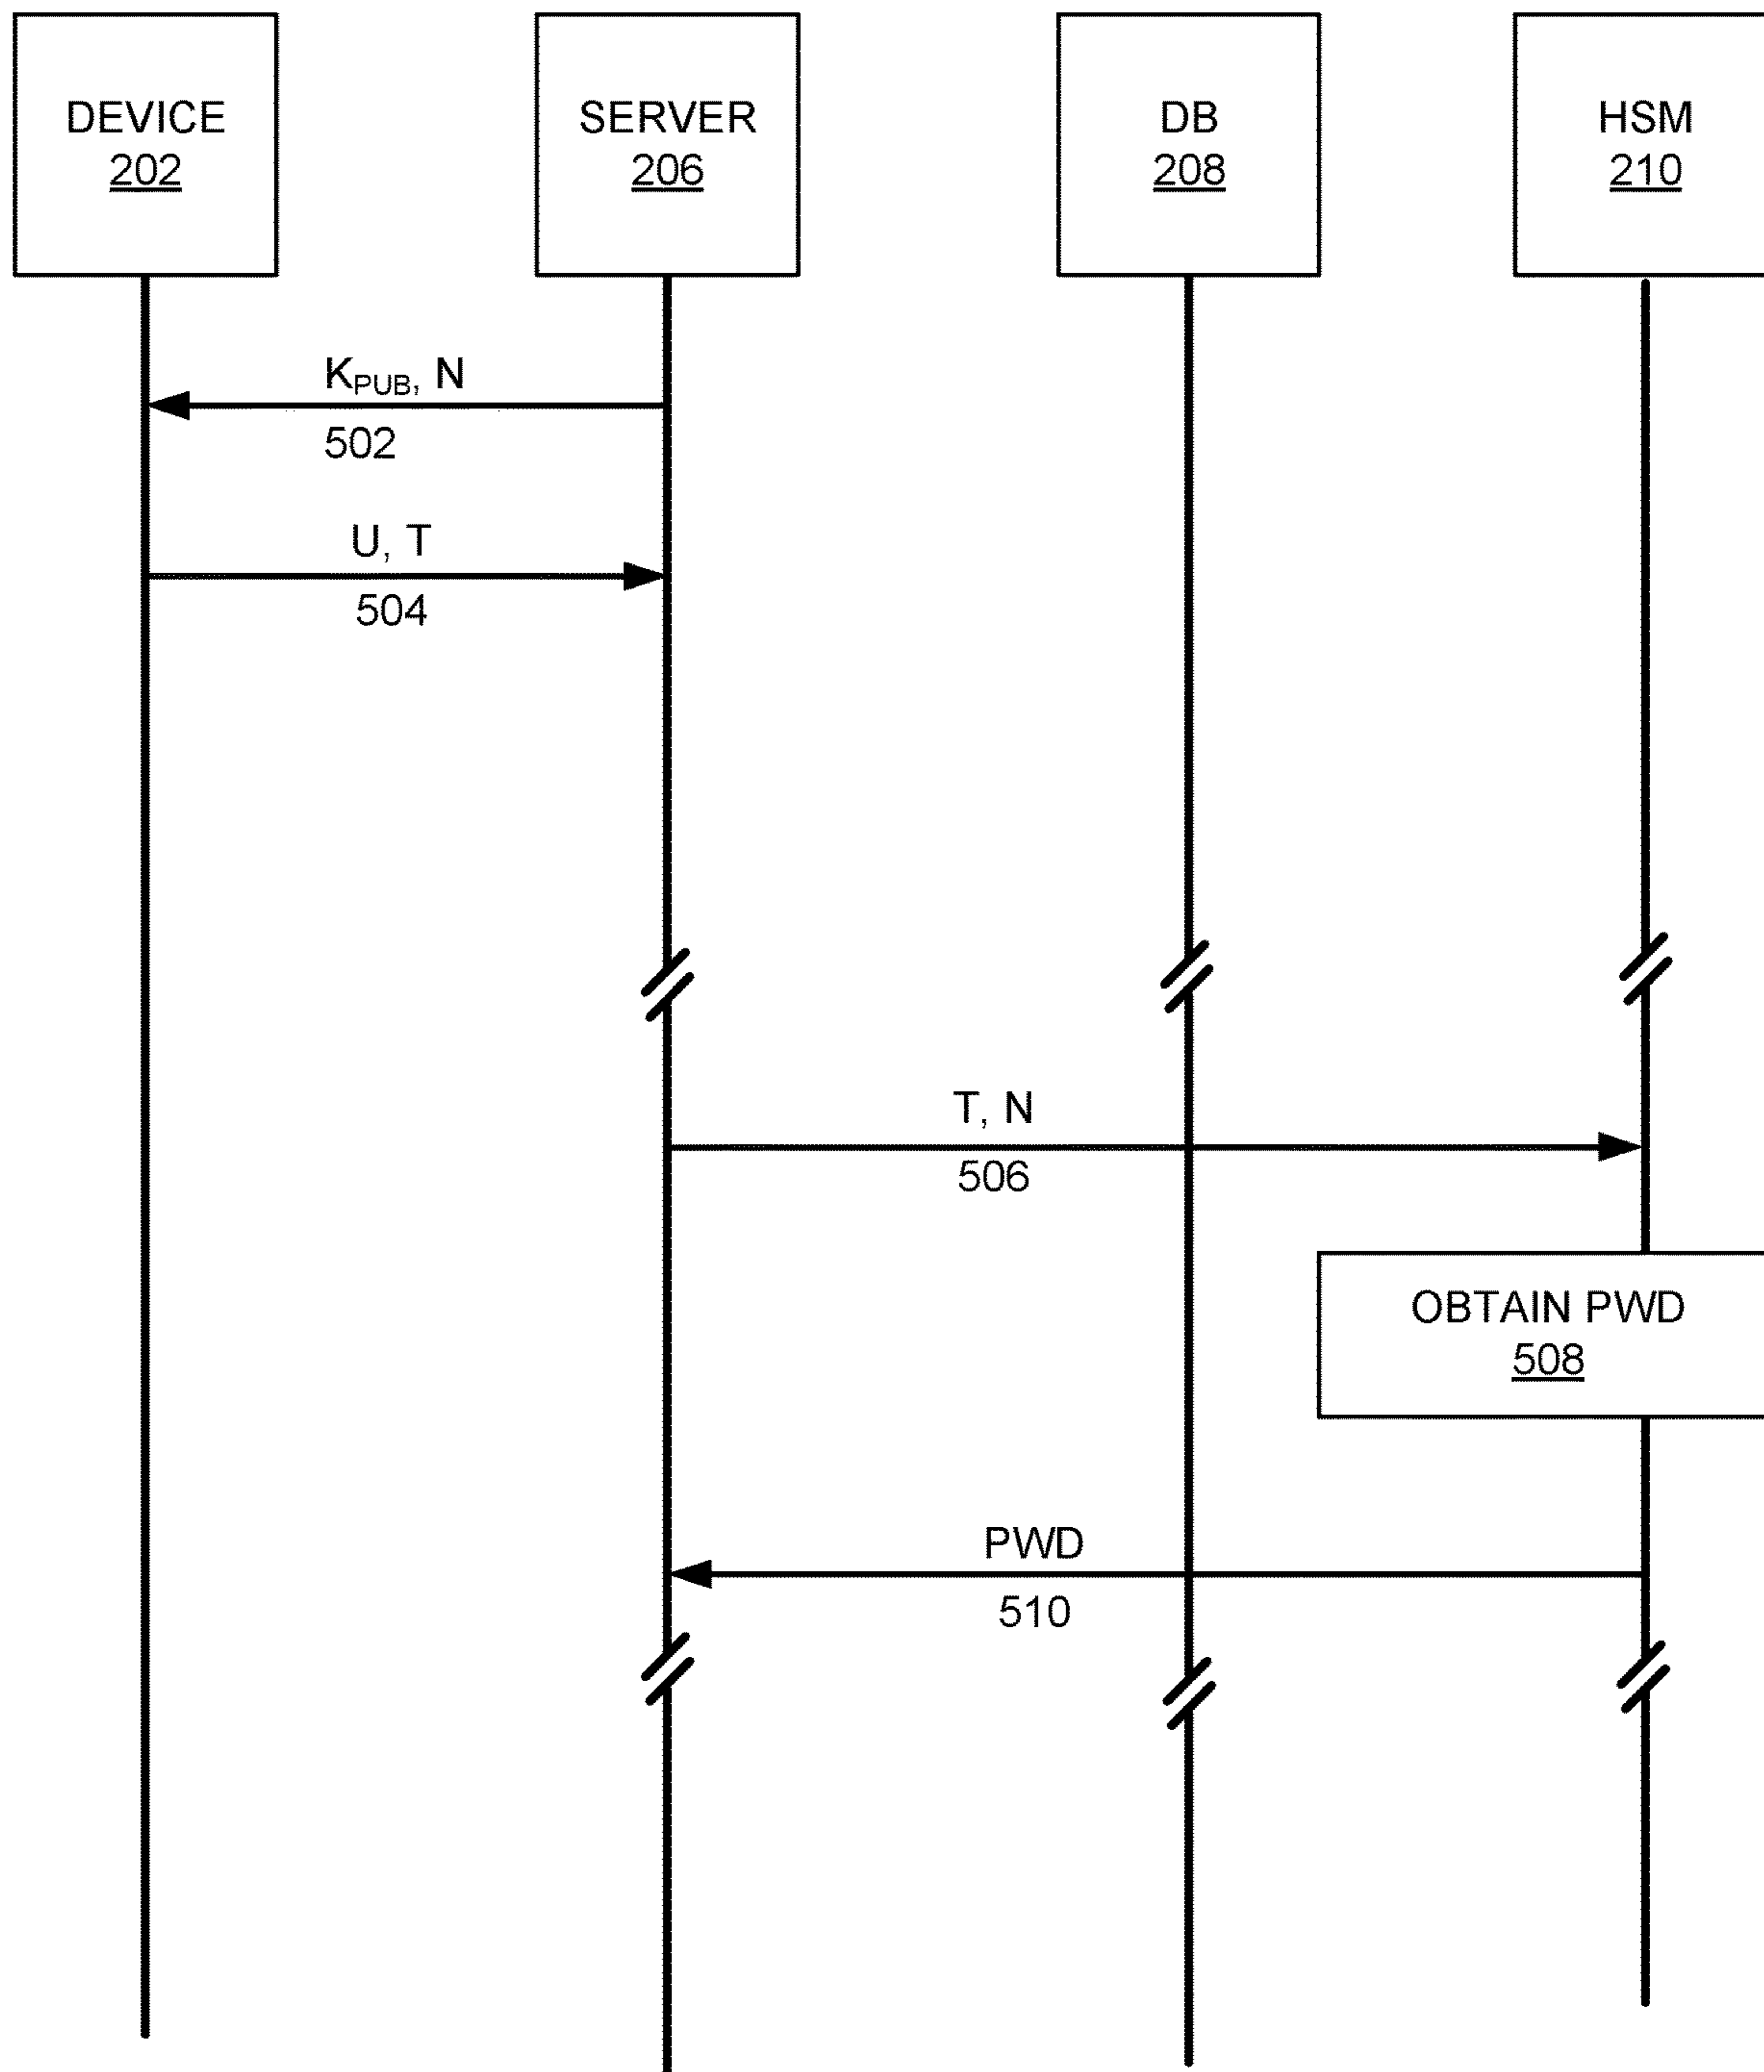 DEVICE
202
SERVER
206
DB
208
HSM
210
KPUB, N
502
U, T
504
T, N
506
OBTAIN PWD
508
PWD
510